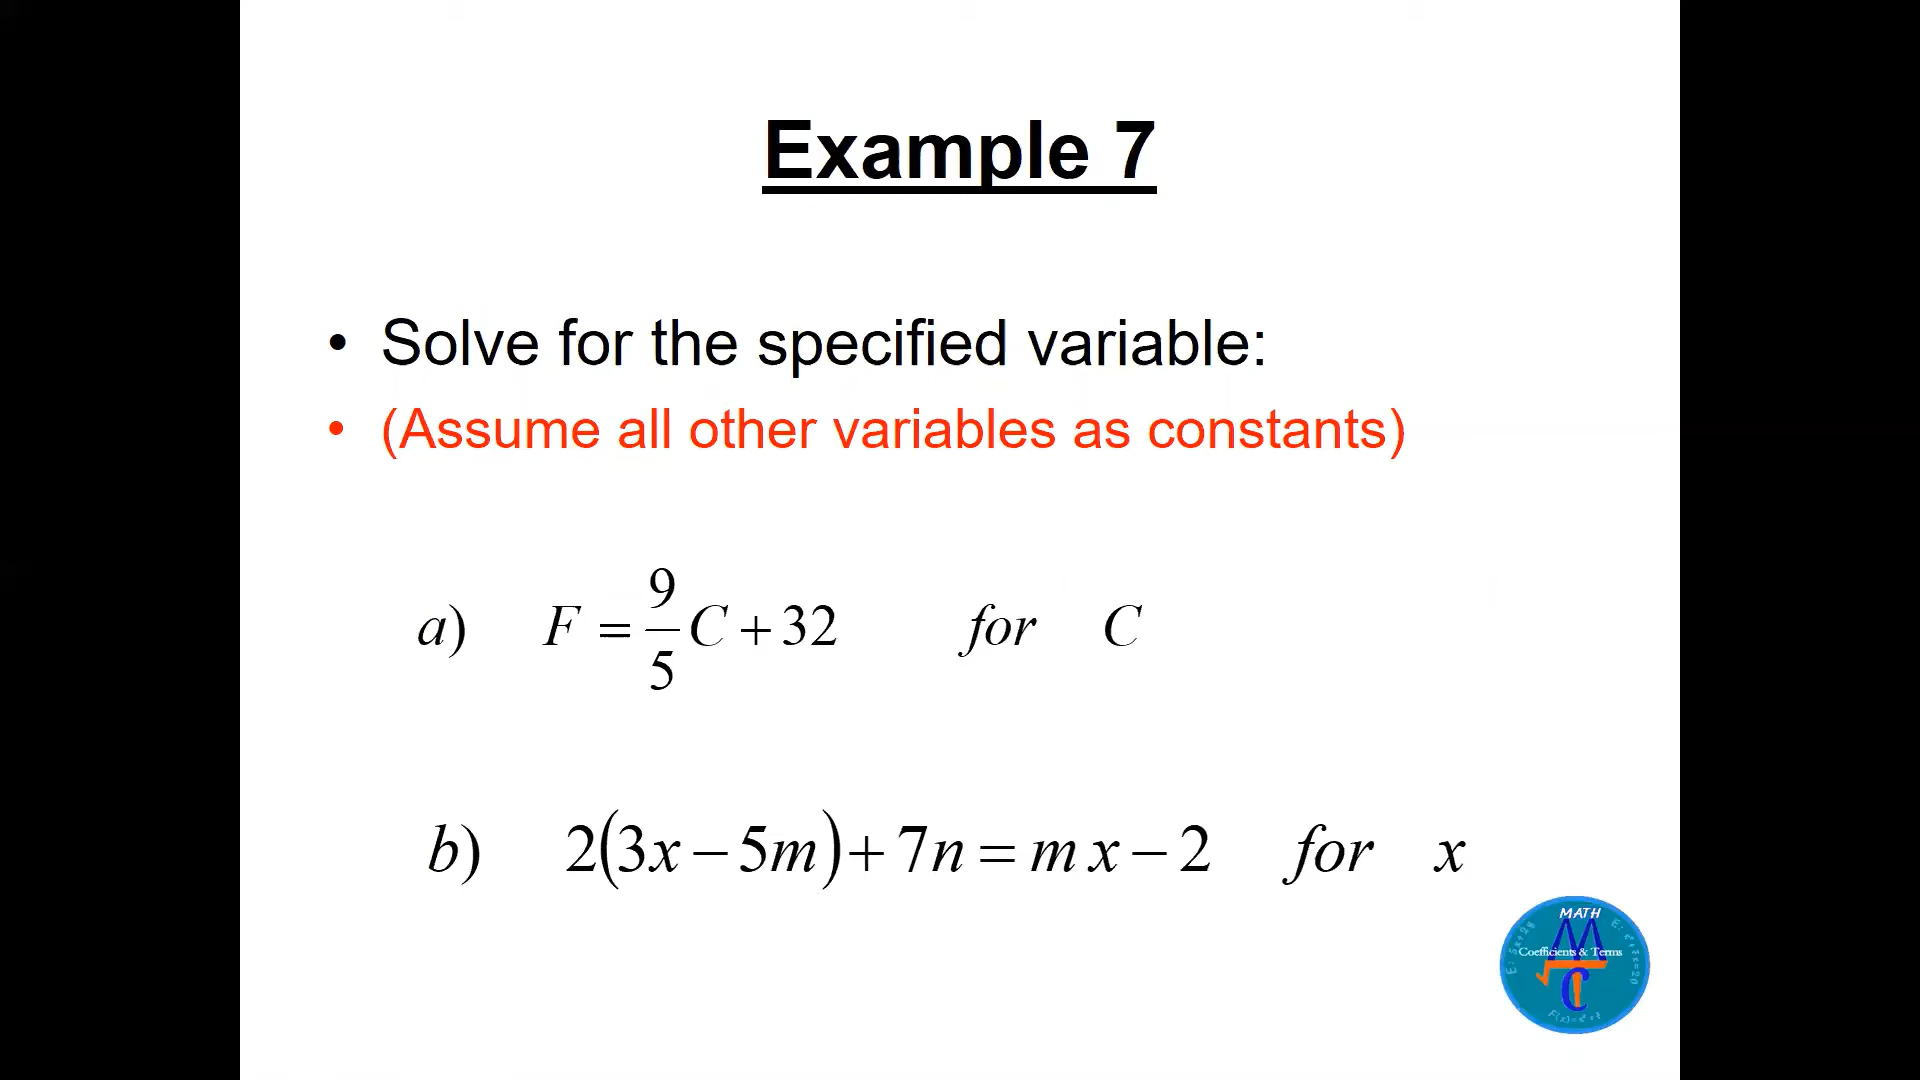 Example 7
• Solve for the specified variable:
• (Assume all other variables as constants)
a) F = 9/5 C + 32 for C
b) 2(3x − 5m) + 7n = m x − 2 for x
MATH
Coefficients & Terms